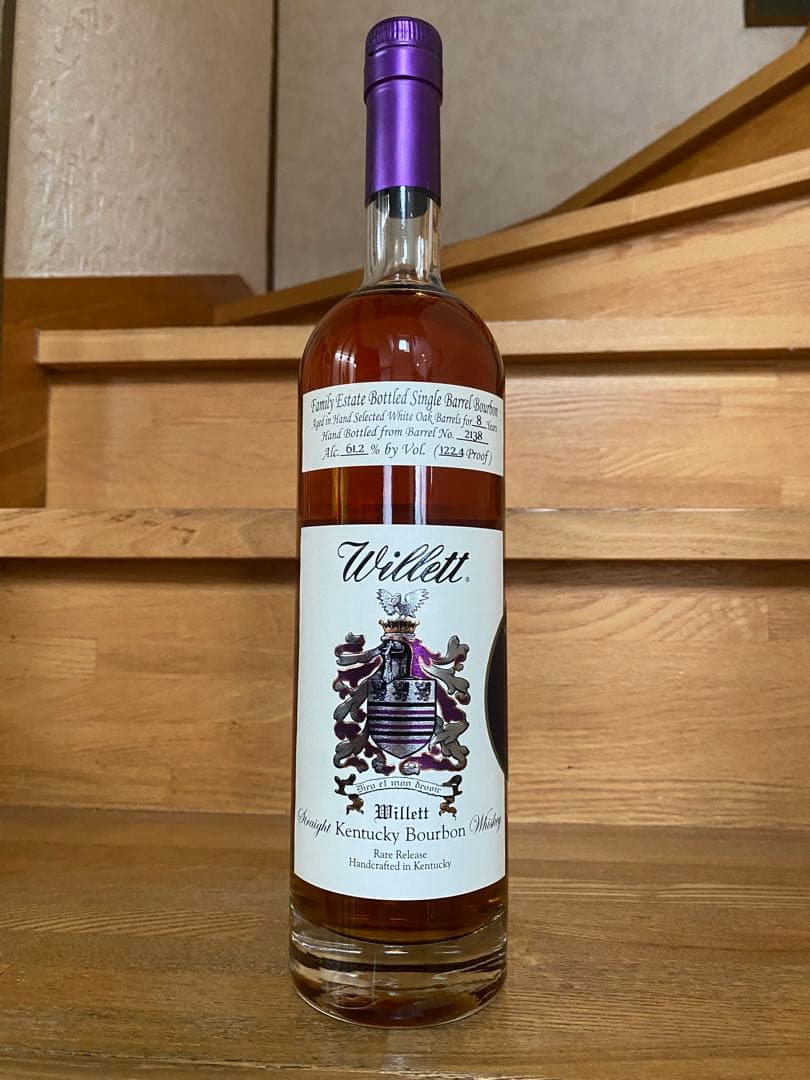 Family Estate Bottled Single Barrel Bourbon
Aged in Hand Selected White Oak Barrels for 8 Years
Hand Bottled from Barrel No. 2138
Alc. 61.2 % by Vol. (122.4 Proof)
Willett®
Dieu et mon devoir
Willett
Straight Kentucky Bourbon Whiskey
Rare Release
Handcrafted in Kentucky